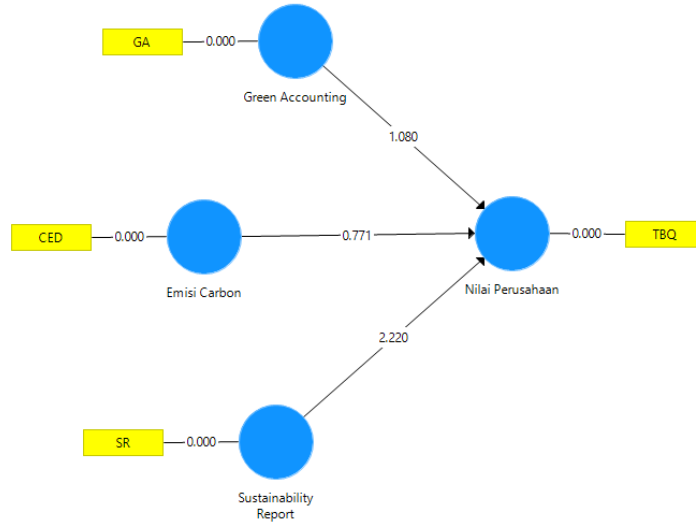 GA
0.000
Green Accounting
1.080
CED
0.000
Emisi Carbon
0.771
Nilai Perusahaan
0.000
TBQ
2.220
SR
0.000
Sustainability
Report